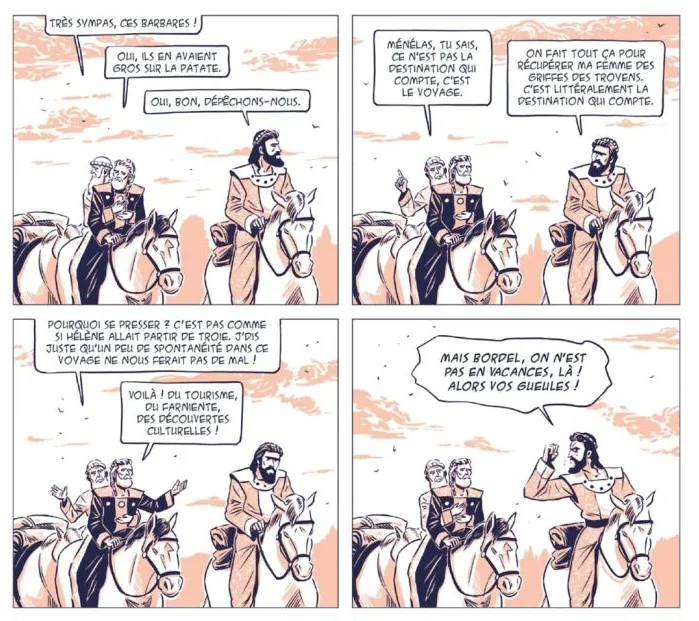 TRÈS SYMPAS, CES BARBARES !
OUI, ILS EN AVAIENT
GROS SUR LA PATATE.
OUI, BON, DÉPÊCHONS-NOUS.
MÉNÉLAS, TU SAIS,
CE N'EST PAS LA
DESTINATION QUI
COMPTE, C'EST
LE VOYAGE.
ON FAIT TOUT ÇA POUR
RÉCUPÉRER MA FEMME DES
GRIFFES DES TROYENS.
C'EST LITTÉRALEMENT LA
DESTINATION QUI COMPTE.
POURQUOI SE PRESSER ? C'EST PAS COMME
SI HÉLÈNE ALLAIT PARTIR DE TROIE. J'DIS
JUSTE QU'UN PEU DE SPONTANÉITÉ DANS CE
VOYAGE NE NOUS FERAIT PAS DE MAL !
VOILÀ ! DU TOURISME,
DU FARNIENTE,
DES DÉCOUVERTES
CULTURELLES !
MAIS BORDEL, ON N'EST
PAS EN VACANCES, LÀ !
ALORS VOS GUEULES !